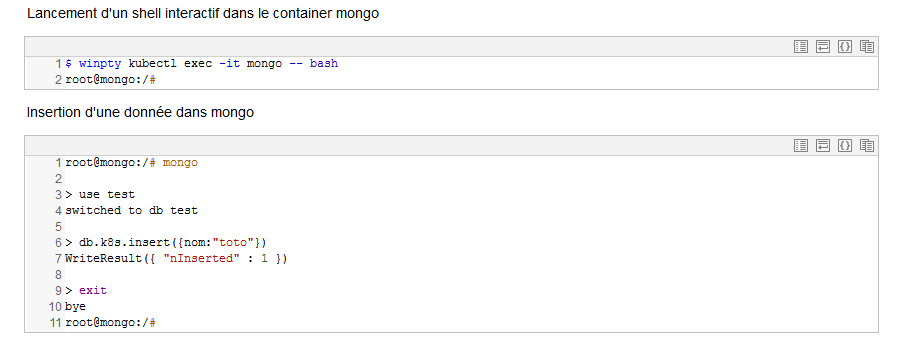 Lancement d'un shell interactif dans le container mongo
1 $ winpty kubectl exec -it mongo -- bash
2 root@mongo:/#
Insertion d'une donnée dans mongo
1 root@mongo:/# mongo
2
3 > use test
4 switched to db test
5
6 > db.k8s.insert({nom:"toto"})
7 WriteResult({ "nInserted" : 1 })
8
9 > exit
10 bye
11 root@mongo:/#